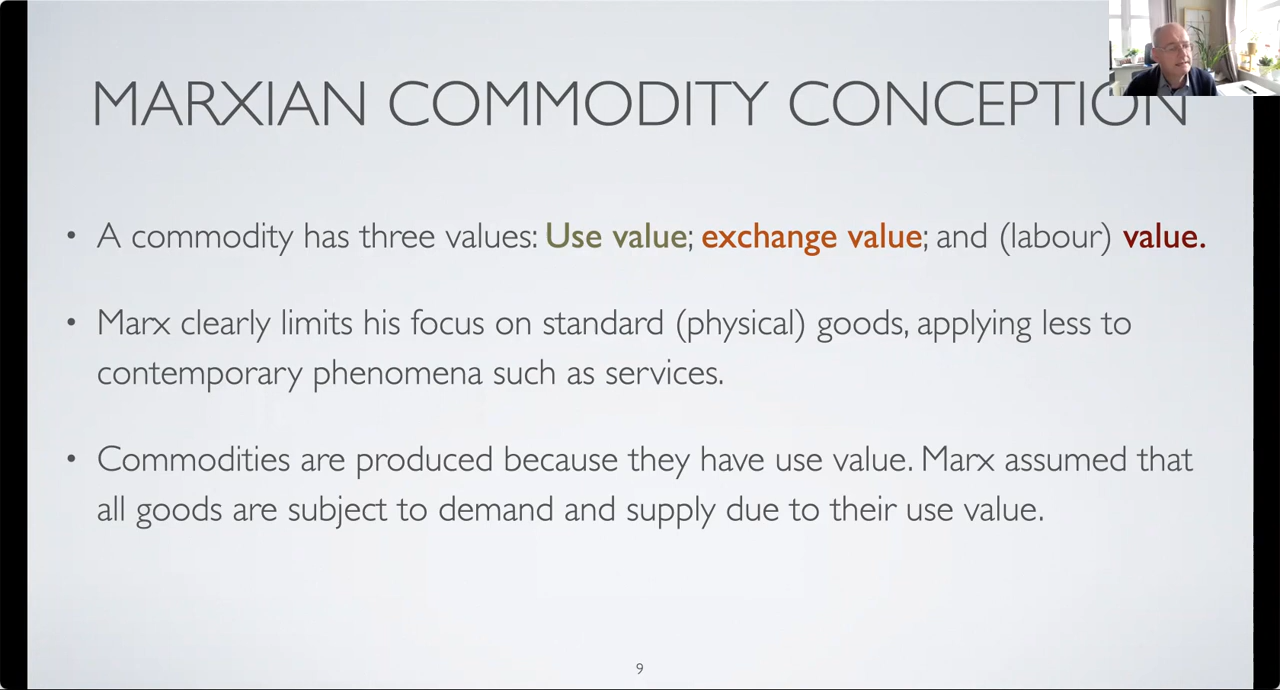 MARXIAN COMMODITY CONCEPTION
• A commodity has three values: Use value; exchange value; and (labour) value.
• Marx clearly limits his focus on standard (physical) goods, applying less to
contemporary phenomena such as services.
• Commodities are produced because they have use value. Marx assumed that
all goods are subject to demand and supply due to their use value.
9